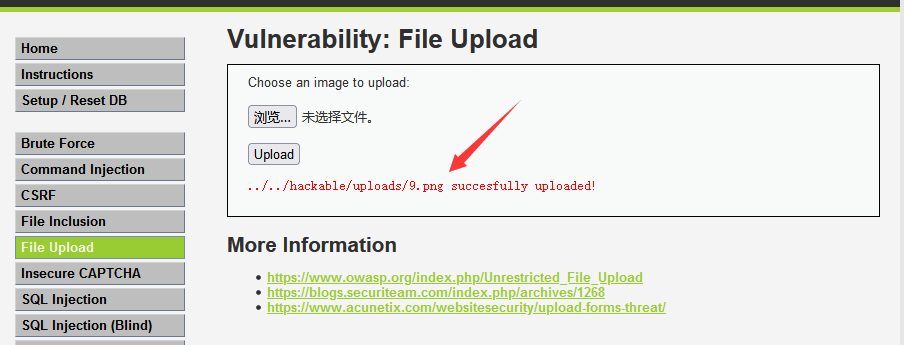 Vulnerability: File Upload
Home
Instructions
Setup / Reset DB
Brute Force
Command Injection
CSRF
File Inclusion
File Upload
Insecure CAPTCHA
SQL Injection
SQL Injection (Blind)
Choose an image to upload:
浏览... 未选择文件。
Upload
../../hackable/uploads/9.png succesfully uploaded!
More Information
https://www.owasp.org/index.php/Unrestricted_File_Upload
https://blogs.securiteam.com/index.php/archives/1268
https://www.acunetix.com/websitesecurity/upload-forms-threat/